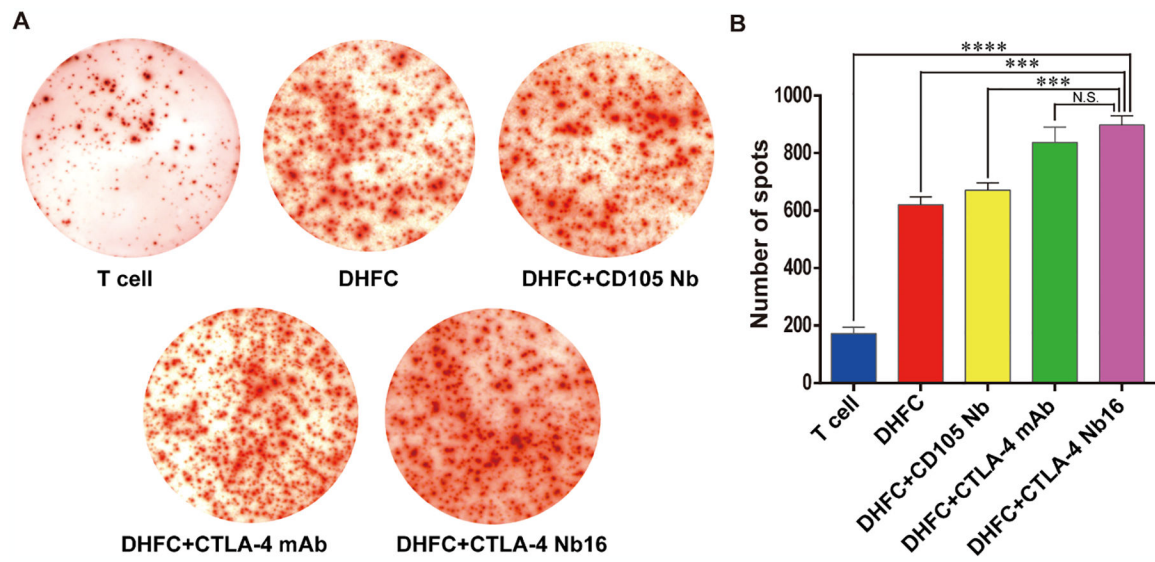 A
T cell
DHFC
DHFC+CD105 Nb
DHFC+CTLA-4 mAb
DHFC+CTLA-4 Nb16
B
****
***
***
N.S.
Number of spots
1000
800
600
400
200
0
T cell
DHFC
DHFC+CD105 Nb
DHFC+CTLA-4 mAb
DHFC+CTLA-4 Nb16